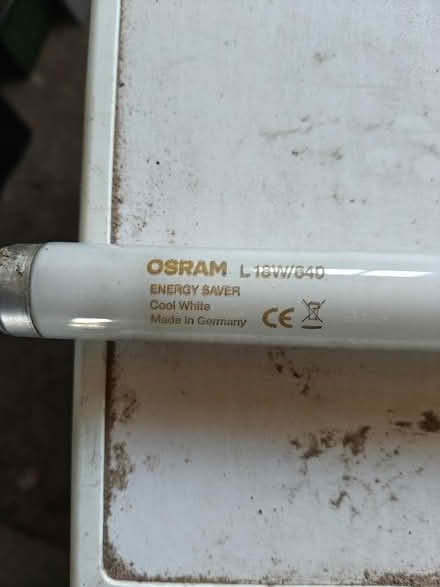 OSRAM L 18W/640
ENERGY SAVER
Cool White
Made in Germany CE